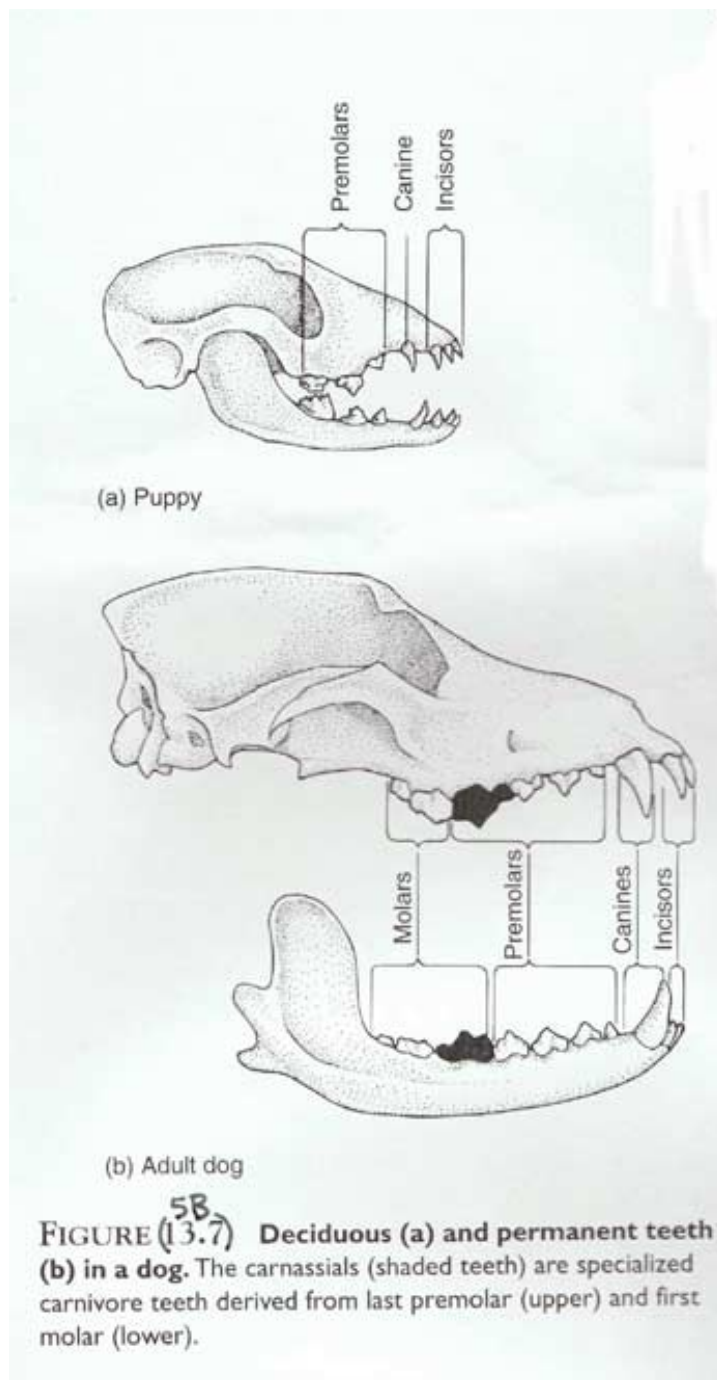 Premolars
Canine
Incisors
(a) Puppy
Molars
Premolars
Canines
Incisors
(b) Adult dog
5B
FIGURE (13.7) Deciduous (a) and permanent teeth
(b) in a dog. The carnassials (shaded teeth) are specialized
carnivore teeth derived from last premolar (upper) and first
molar (lower).